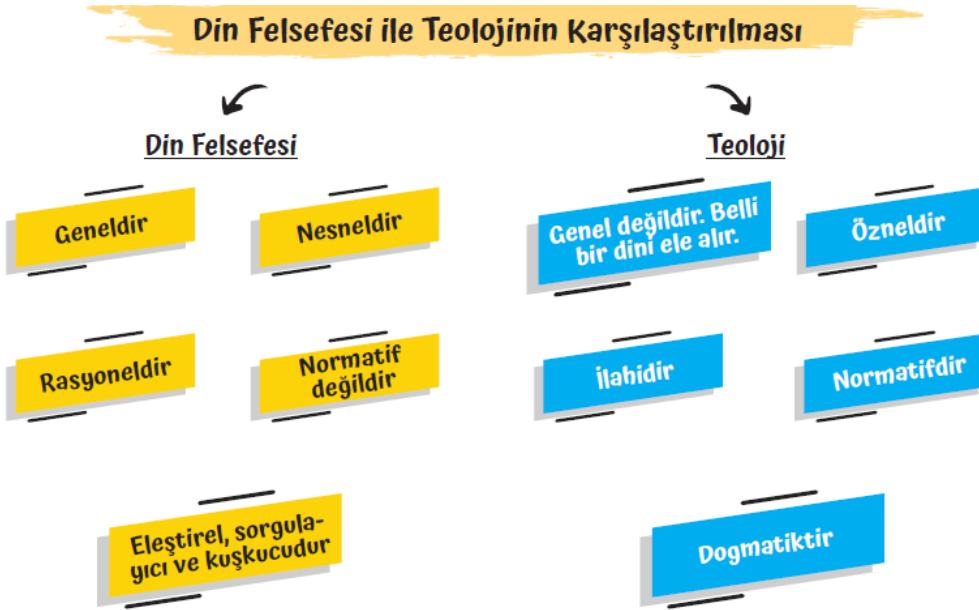 Din Felsefesi ile Teolojinin Karşılaştırılması
Din Felsefesi
Geneldir
Nesneldir
Rasyoneldir
Normatif
değildir
Eleştirel, sorgula-
yıcı ve kuşkucudur
Teoloji
Genel değildir. Belli
bir dini ele alır.
Özneldir
İlahidir
Normatifdir
Dogmatiktir